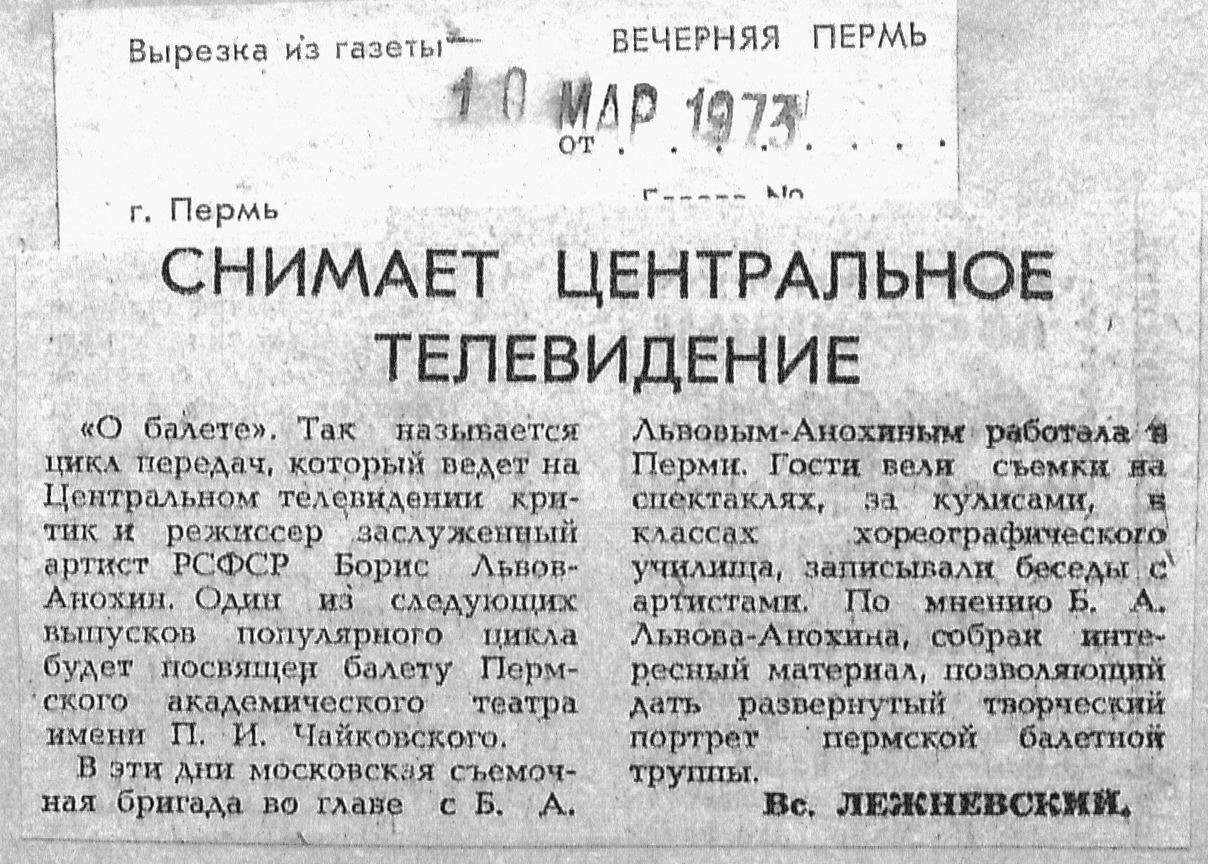 Вырезка из газеты
ВЕЧЕРНЯЯ ПЕРМЬ
10 МАР 1973
от . . . . . . . .
г. Пермь
СНИМАЕТ ЦЕНТРАЛЬНОЕ
ТЕЛЕВИДЕНИЕ
«О балете». Так называется
цикл передач, который ведет на
Центральном телевидении кри-
тик и режиссер заслуженный
артист РСФСР Борис Львов-
Анохин. Один из следующих
выпусков популярного цикла
будет посвящен балету Перм-
ского академического театра
имени П. И. Чайковского.
В эти дни московская съемоч-
ная бригада во главе с Б. А.
Львовым-Анохиным работала в
Перми. Гости вели съемки на
спектаклях, за кулисами, в
классах хореографического
училища, записывали беседы с
артистами. По мнению Б. А.
Львова-Анохина, собран инте-
ресный материал, позволяющий
дать развернутый творческий
портрет пермской балетной
труппы.
Вс. ЛЕЖНЕВСКИЙ.